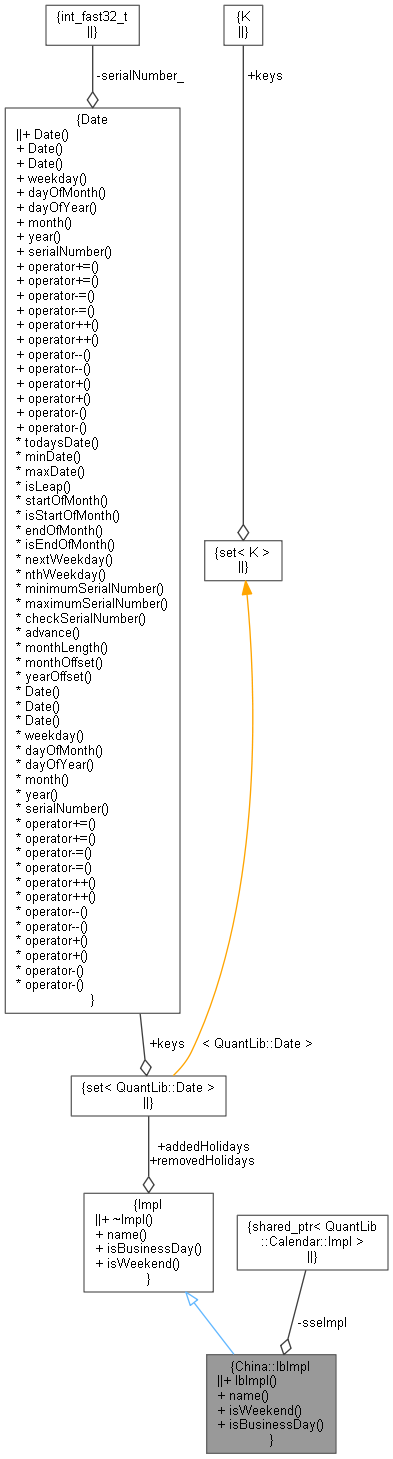 {int_fast32_t
||}
{K
||}
-serialNumber_
+keys
{Date
||+ Date()
+ Date()
+ Date()
+ weekday()
+ dayOfMonth()
+ dayOfYear()
+ month()
+ year()
+ serialNumber()
+ operator+=()
+ operator+=()
+ operator-=()
+ operator-=()
+ operator++()
+ operator++()
+ operator--()
+ operator--()
+ operator+()
+ operator+()
+ operator-()
+ operator-()
* todaysDate()
* minDate()
* maxDate()
* isLeap()
* startOfMonth()
* isStartOfMonth()
* endOfMonth()
* isEndOfMonth()
* nextWeekday()
* nthWeekday()
* minimumSerialNumber()
* maximumSerialNumber()
* checkSerialNumber()
* advance()
* monthLength()
* monthOffset()
* yearOffset()
* Date()
* Date()
* Date()
* weekday()
* dayOfMonth()
* dayOfYear()
* month()
* year()
* serialNumber()
* operator+=()
* operator+=()
* operator-=()
* operator-=()
* operator++()
* operator++()
* operator--()
* operator--()
* operator+()
* operator+()
* operator-()
* operator-()
}
{set< K >
||}
+keys
< QuantLib::Date >
{set< QuantLib::Date >
||}
+addedHolidays
+removedHolidays
{Impl
||+ ~Impl()
+ name()
+ isBusinessDay()
+ isWeekend()
}
{shared_ptr< QuantLib
::Calendar::Impl >
||}
-sseImpl
{China::IbImpl
||+ IbImpl()
+ name()
+ isWeekend()
+ isBusinessDay()
}